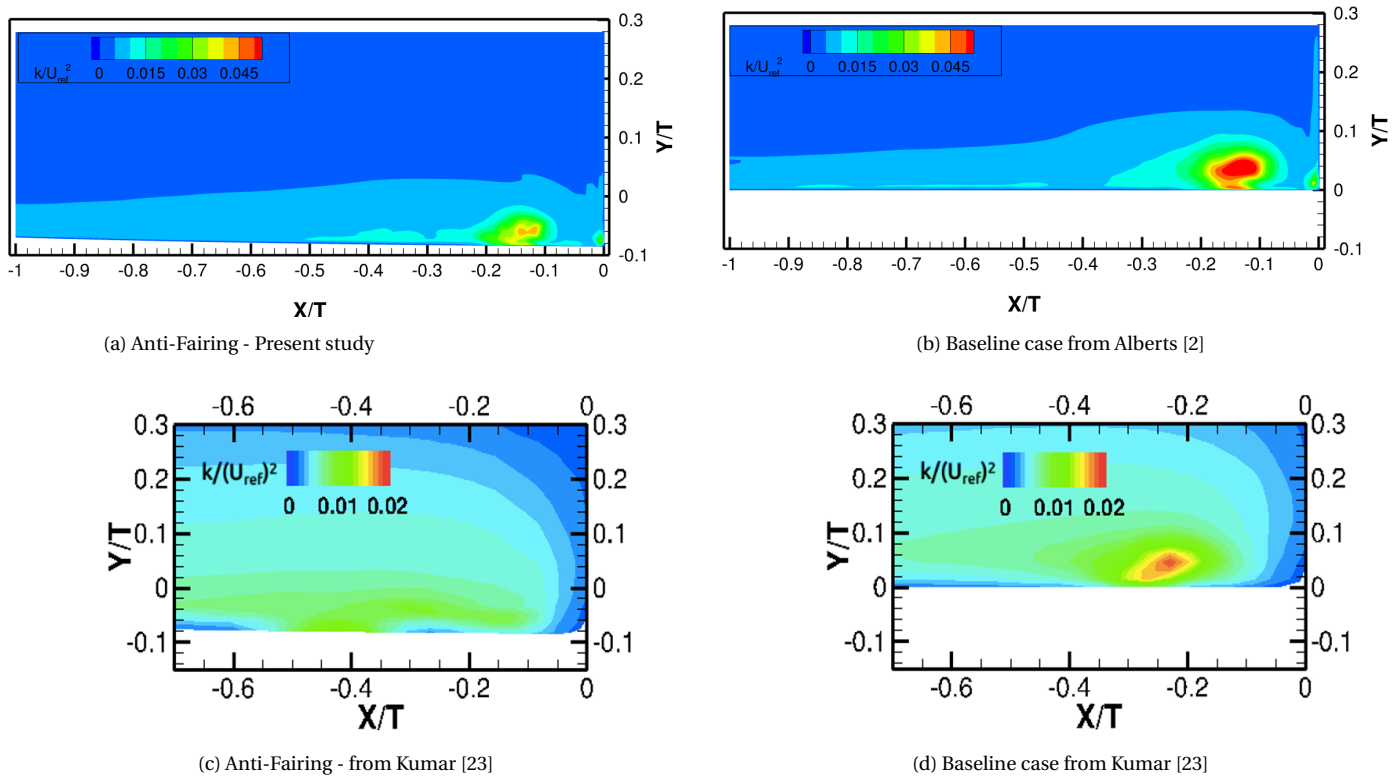 k/U_ref^2
0 0.015 0.03 0.045
0.3
0.2
0.1
0
-0.1
Y/T
-1 -0.9 -0.8 -0.7 -0.6 -0.5 -0.4 -0.3 -0.2 -0.1 0
X/T
(a) Anti-Fairing - Present study
k/U_ref^2
0 0.015 0.03 0.045
0.3
0.2
0.1
0
-0.1
Y/T
-1 -0.9 -0.8 -0.7 -0.6 -0.5 -0.4 -0.3 -0.2 -0.1 0
X/T
(b) Baseline case from Alberts [2]
-0.6 -0.4 -0.2 0
0.3 0.3
k/(U_ref)^2
0 0.01 0.02
0.2 0.2
Y/T
0.1 0.1
0 0
-0.1 -0.1
-0.6 -0.4 -0.2 0
X/T
(c) Anti-Fairing - from Kumar [23]
-0.6 -0.4 -0.2 0
0.3 0.3
k/(U_ref)^2
0 0.01 0.02
0.2 0.2
Y/T
0.1 0.1
0 0
-0.1 -0.1
-0.6 -0.4 -0.2 0
X/T
(d) Baseline case from Kumar [23]